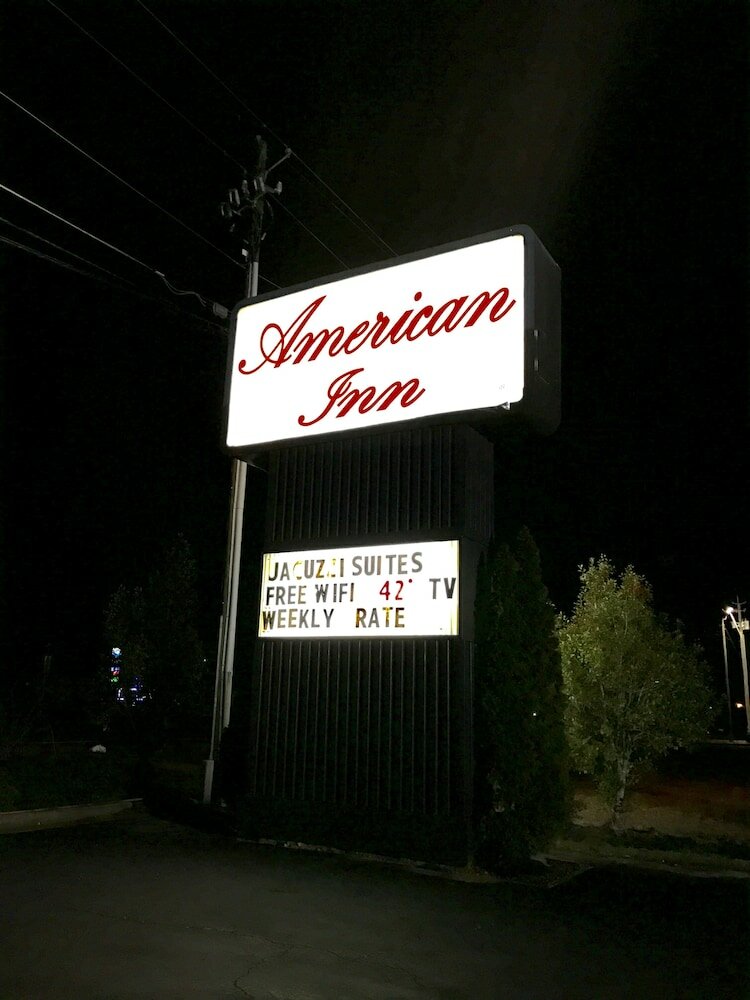 American
Inn
JACUZZI SUITES
FREE WIFI 42" TV
WEEKLY RATE